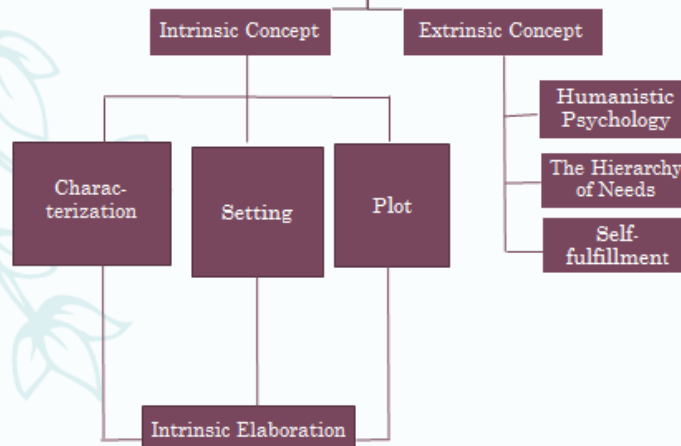 Intrinsic Concept
Extrinsic Concept
Humanistic
Psychology
The Hierarchy
of Needs
Self-
fulfillment
Charac-
terization
Setting
Plot
Intrinsic Elaboration